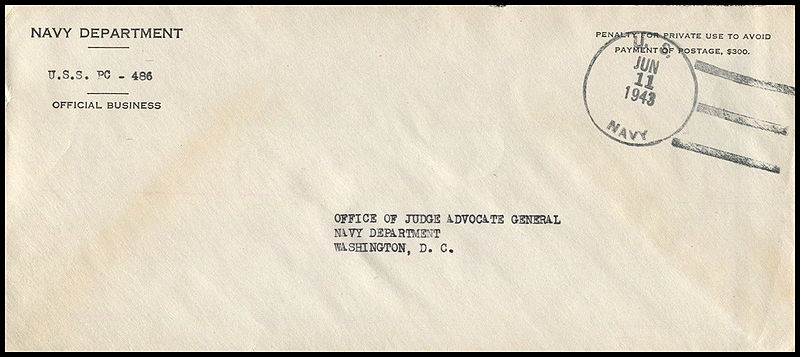 NAVY DEPARTMENT
U.S.S. PC - 486
OFFICIAL BUSINESS
PENALTY FOR PRIVATE USE TO AVOID
PAYMENT OF POSTAGE, $300.
U. S.
JUN
11
1943
NAVY
OFFICE OF JUDGE ADVOCATE GENERAL
NAVY DEPARTMENT
WASHINGTON, D. C.